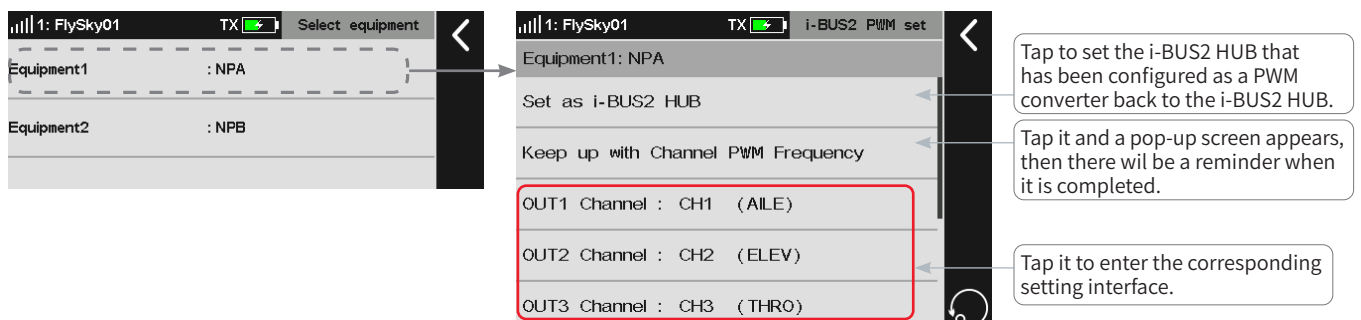 1: FlySky01 TX Select equipment
Equipment1 : NPA
Equipment2 : NPB
1: FlySky01 TX i-BUS2 PWM set
Equipment1: NPA
Set as i-BUS2 HUB
Keep up with Channel PWM Frequency
OUT1 Channel : CH1 (AILE)
OUT2 Channel : CH2 (ELEV)
OUT3 Channel : CH3 (THRO)
Tap to set the i-BUS2 HUB that
has been configured as a PWM
converter back to the i-BUS2 HUB.
Tap it and a pop-up screen appears,
then there wil be a reminder when
it is completed.
Tap it to enter the corresponding
setting interface.